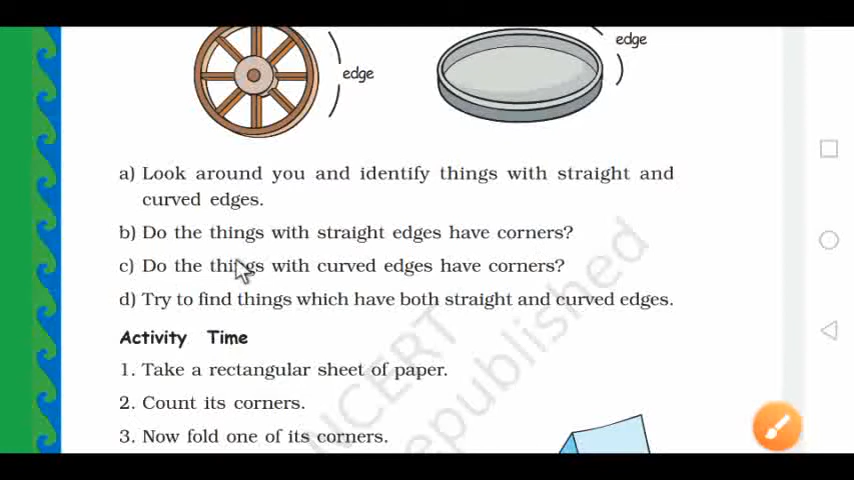 edge
edge
a) Look around you and identify things with straight and
curved edges.
b) Do the things with straight edges have corners?
c) Do the things with curved edges have corners?
d) Try to find things which have both straight and curved edges.
Activity Time
1. Take a rectangular sheet of paper.
2. Count its corners.
3. Now fold one of its corners.
NCERT
republished